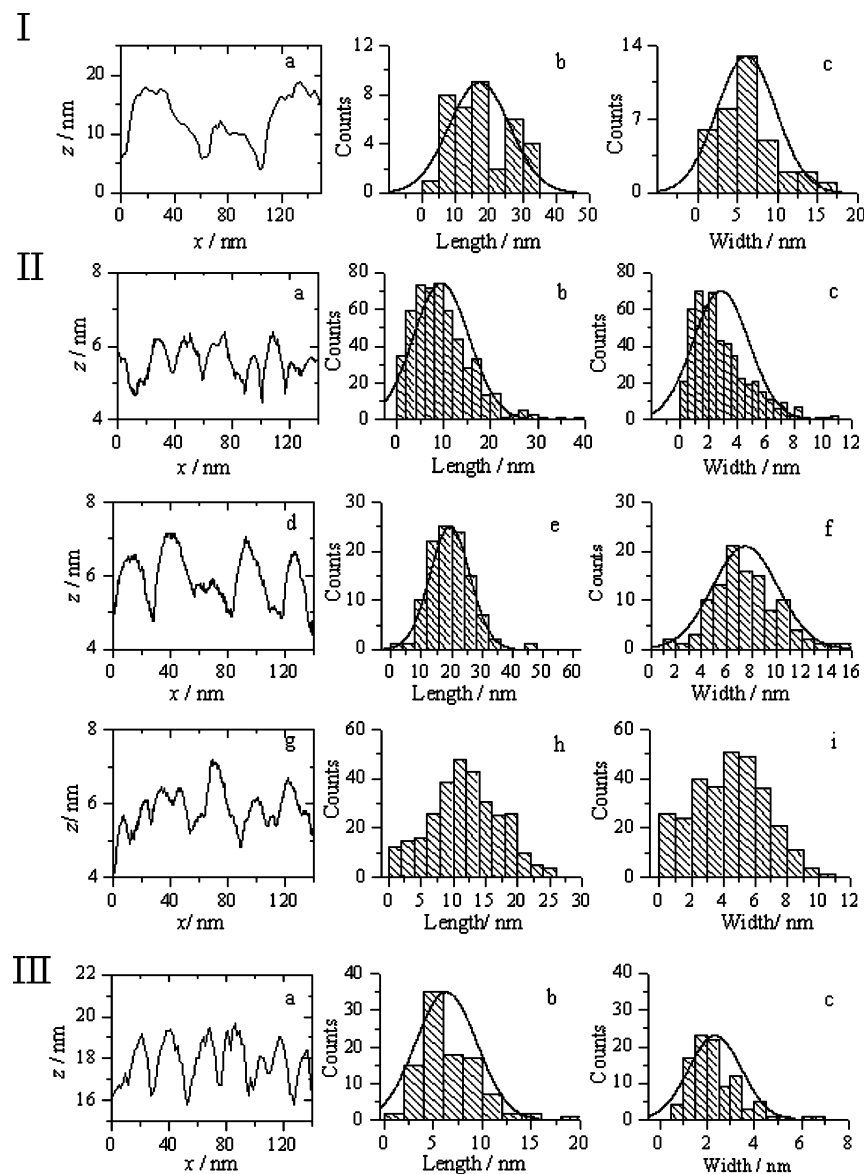 I
a
z / nm
20
10
0
0 40 80 120
x / nm
b
Counts
12
8
4
0
0 10 20 30 40 50
Length / nm
c
Counts
14
7
0
0 5 10 15 20
Width / nm
II
a
z / nm
8
6
4
0 40 80 120
x / nm
b
Counts
80
60
40
20
0
0 10 20 30 40
Length / nm
c
Counts
80
60
40
20
0
0 2 4 6 8 10 12
Width / nm
d
z / nm
8
6
4
0 40 80 120
x / nm
e
Counts
30
20
10
0
0 10 20 30 40 50 60
Length / nm
f
Counts
30
20
10
0
0 2 4 6 8 10 12 14 16
Width / nm
g
z/ nm
8
6
4
0 40 80 120
x/ nm
h
Counts
60
40
20
0
0 5 10 15 20 25 30
Length/ nm
i
Counts
60
40
20
0
0 2 4 6 8 10 12
Width/ nm
III
a
z / nm
22
20
18
16
0 40 80 120
x / nm
b
Counts
40
30
20
10
0
0 5 10 15 20
Length / nm
c
Counts
40
30
20
10
0
0 2 4 6 8
Width / nm